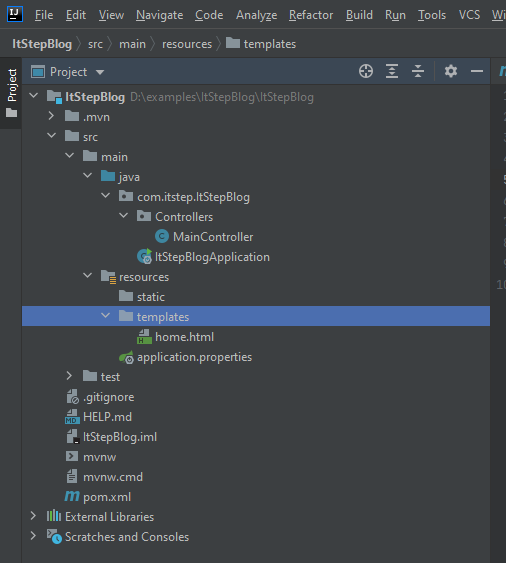 IJ File Edit View Navigate Code Analyze Refactor Build Run Tools VCS
ItStepBlog src main resources templates
Project
Project
ItStepBlog D:\examples\ItStepBlog\ItStepBlog
.mvn
src
main
java
com.itstep.ItStepBlog
Controllers
C MainController
ItStepBlogApplication
resources
static
templates
H home.html
application.properties
test
.gitignore
MD HELP.md
ItStepBlog.iml
mvnw
mvnw.cmd
m pom.xml
External Libraries
Scratches and Consoles